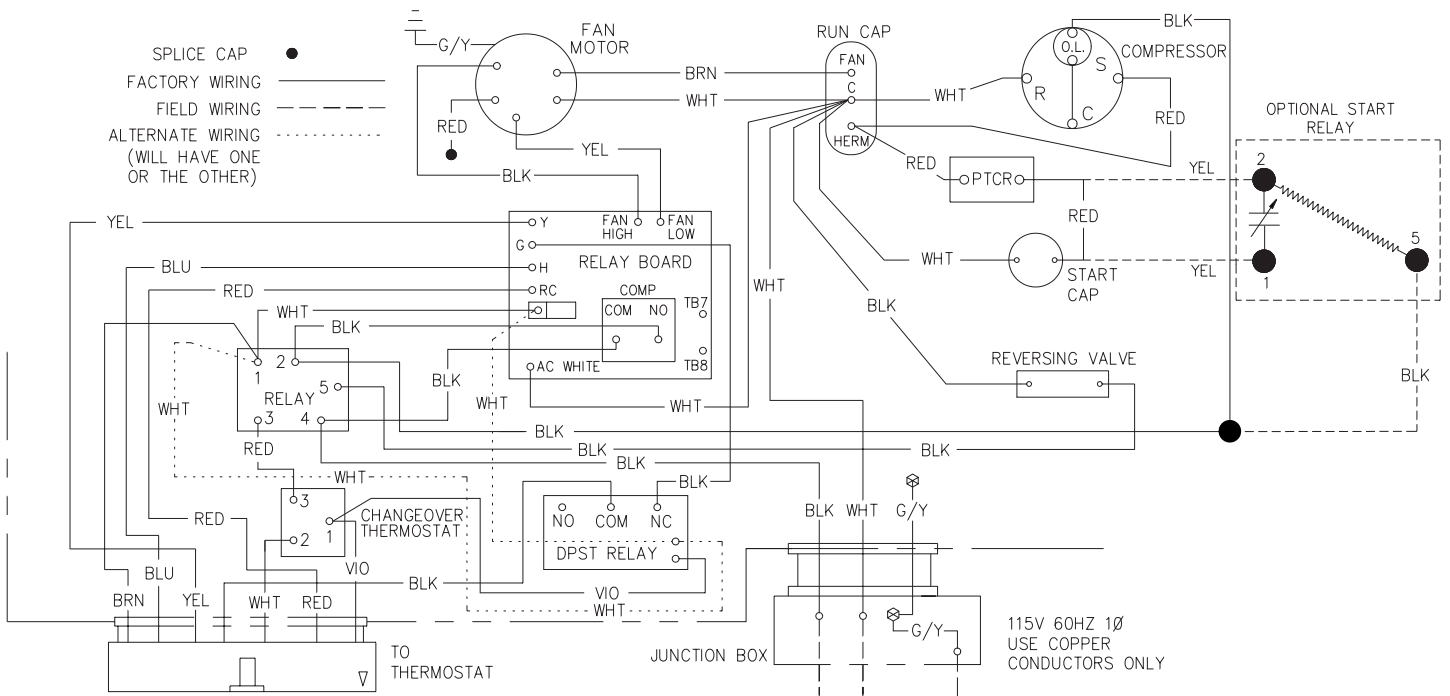 SPLICE CAP
FACTORY WIRING
FIELD WIRING
ALTERNATE WIRING
(WILL HAVE ONE
OR THE OTHER)
G/Y
FAN
MOTOR
RED
BRN
WHT
YEL
BLK
RUN CAP
FAN
C
HERM
BLK
O.L.
COMPRESSOR
S
R
C
WHT
RED
RED
PTCR
RED
YEL
YEL
WHT
START
CAP
OPTIONAL START
RELAY
2
5
1
BLK
YEL
BLU
RED
WHT
BLK
Y
G
H
RC
FAN
HIGH
FAN
LOW
RELAY BOARD
COMP
COM
NO
TB7
TB8
AC WHITE
WHT
BLK
REVERSING VALVE
1
2
5
RELAY
3
4
BLK
WHT
WHT
WHT
RED
BLK
BLK
BLK
WHT
BLK
3
1
2
CHANGEOVER
THERMOSTAT
RED
VIO
NO
COM
NC
DPST RELAY
BLK
VIO
WHT
BLK
WHT
G/Y
BRN
BLU
YEL
WHT
RED
TO
THERMOSTAT
JUNCTION BOX
G/Y
115V 60HZ 1Ø
USE COPPER
CONDUCTORS ONLY